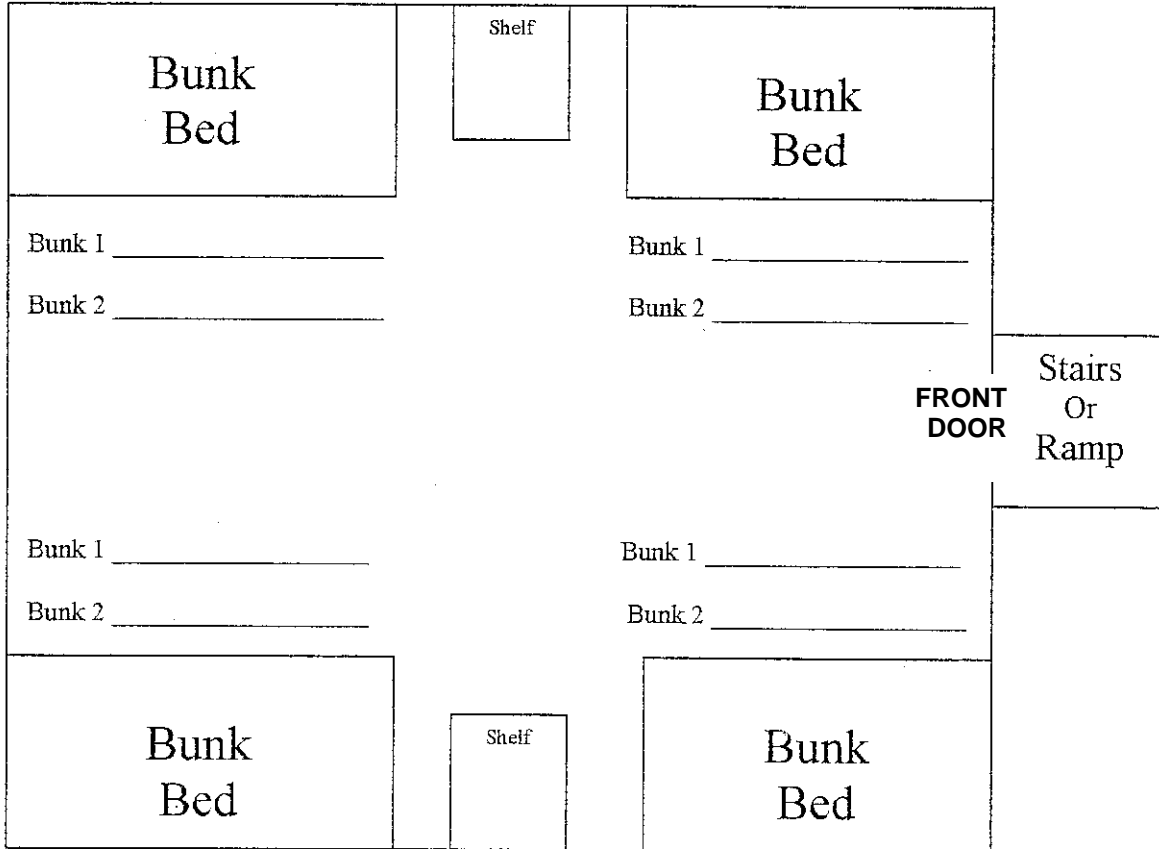 Shelf
Bunk
Bed
Bunk
Bed
Bunk 1
Bunk 1
Bunk 2
Bunk 2
FRONT
DOOR
Stairs
Or
Ramp
Bunk 1
Bunk 1
Bunk 2
Bunk 2
Bunk
Bed
Shelf
Bunk
Bed